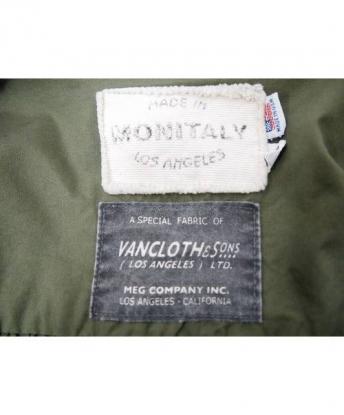 MADE IN
MONITALY
LOS ANGELES
A SPECIAL FABRIC OF
VANCLOTH & SONS
( LOS ANGELES ) LTD.
MEG COMPANY INC.
LOS ANGELES - CALIFORNIA